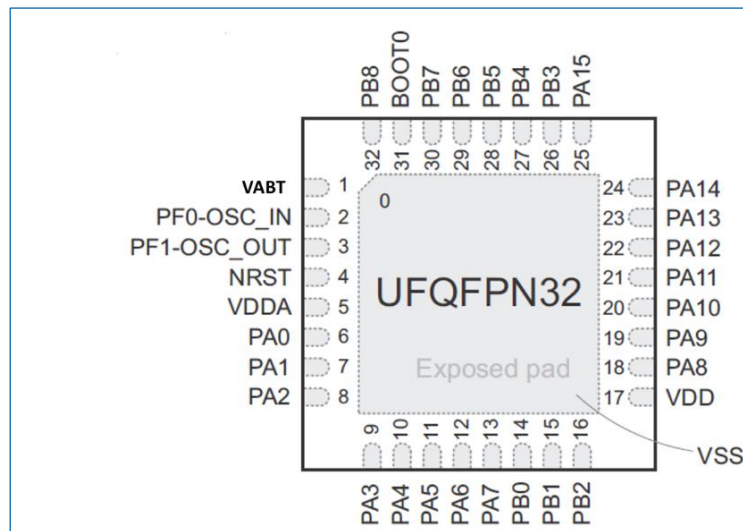 PB8 BOOT0 PB7 PB6 PB5 PB4 PB3 PA15
32 31 30 29 28 27 26 25
VABT 1
PF0-OSC_IN 2
PF1-OSC_OUT 3
NRST 4
VDDA 5
PA0 6
PA1 7
PA2 8
0
UFQFPN32
Exposed pad
24 PA14
23 PA13
22 PA12
21 PA11
20 PA10
19 PA9
18 PA8
17 VDD
VSS
9 10 11 12 13 14 15 16
PA3 PA4 PA5 PA6 PA7 PB0 PB1 PB2